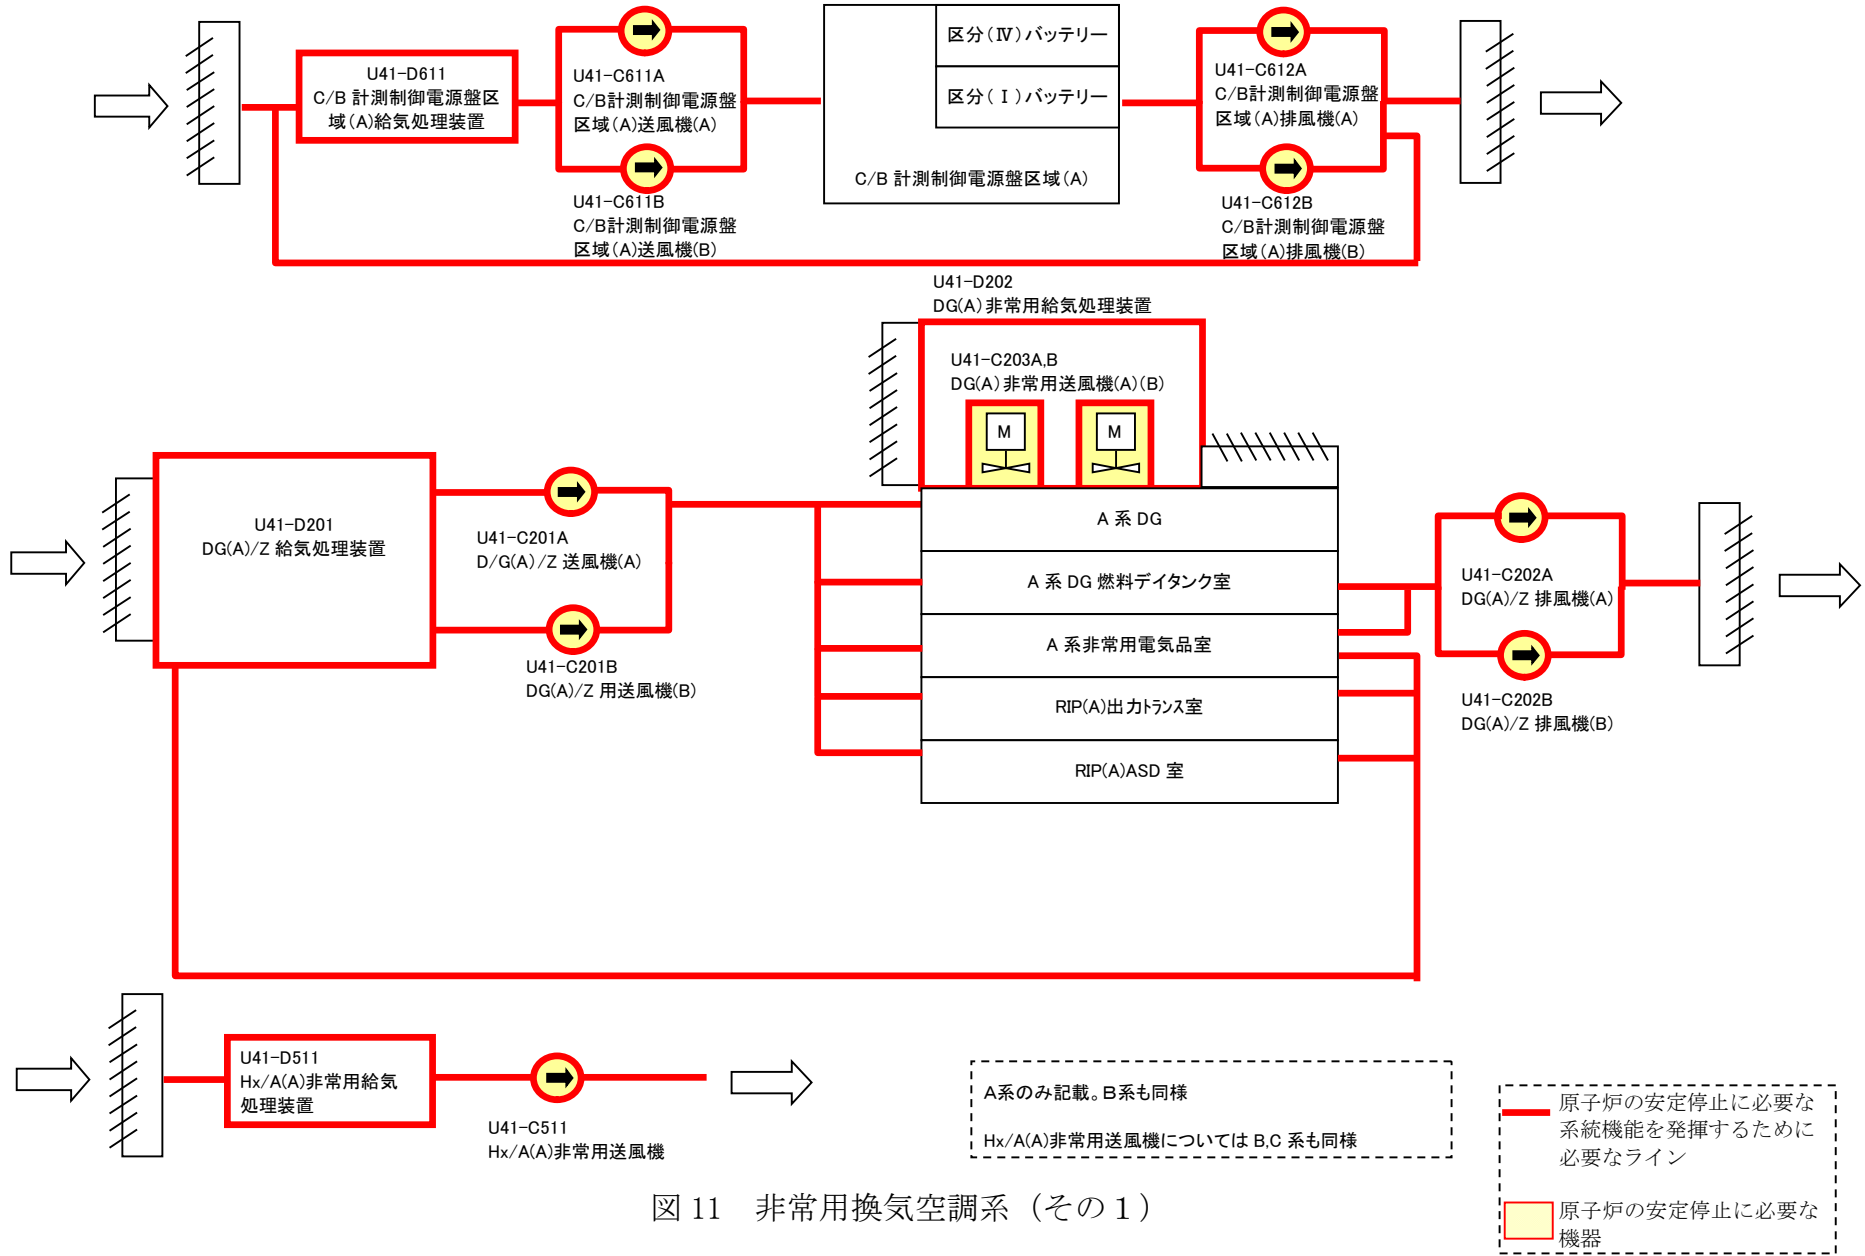 U41-D611
C/B 計測制御電源盤区
域(A)給気処理装置
U41-C611A
C/B計測制御電源盤
区域(A)送風機(A)
U41-C611B
C/B計測制御電源盤
区域(A)送風機(B)
区分(Ⅳ)バッテリー
区分(Ⅰ)バッテリー
C/B 計測制御電源盤区域(A)
U41-C612A
C/B計測制御電源盤
区域(A)排風機(A)
U41-C612B
C/B計測制御電源盤
区域(A)排風機(B)
U41-D202
DG(A)非常用給気処理装置
U41-C203A,B
DG(A)非常用送風機(A)(B)
M
M
U41-D201
DG(A)/Z 給気処理装置
U41-C201A
D/G(A)/Z 送風機(A)
U41-C201B
DG(A)/Z 用送風機(B)
A 系 DG
A 系 DG 燃料デイタンク室
A 系非常用電気品室
RIP(A)出力トランス室
RIP(A)ASD 室
U41-C202A
DG(A)/Z 排風機(A)
U41-C202B
DG(A)/Z 排風機(B)
U41-D511
Hx/A(A)非常用給気
処理装置
U41-C511
Hx/A(A)非常用送風機
A系のみ記載。B系も同様
Hx/A(A)非常用送風機については B,C 系も同様
原子炉の安定停止に必要な
系統機能を発揮するために
必要なライン
原子炉の安定停止に必要な
機器
図 11 非常用換気空調系（その１）